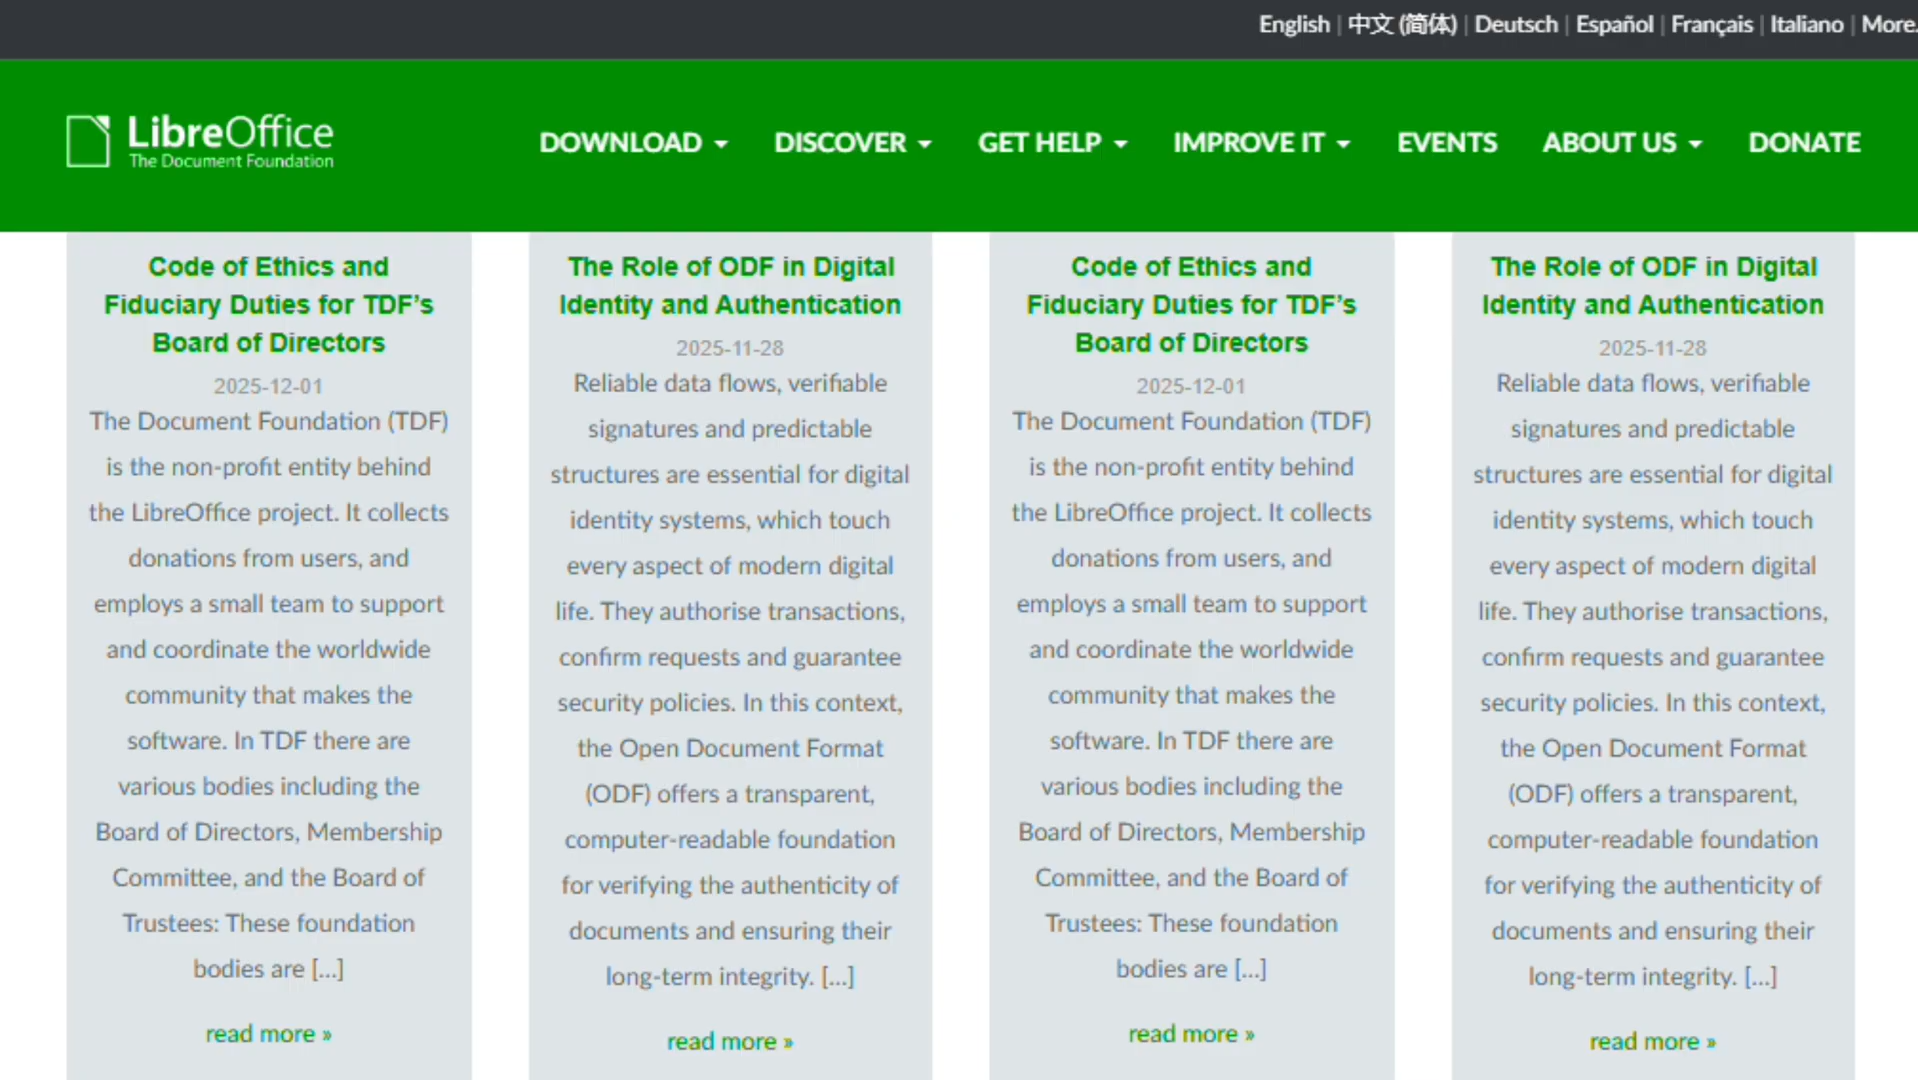 English | 中文 (简体) | Deutsch | Español | Français | Italiano | More.
LibreOffice
The Document Foundation
DOWNLOAD
DISCOVER
GET HELP
IMPROVE IT
EVENTS
ABOUT US
DONATE
Code of Ethics and
Fiduciary Duties for TDF’s
Board of Directors
2025-12-01
The Document Foundation (TDF)
is the non-profit entity behind
the LibreOffice project. It collects
donations from users, and
employs a small team to support
and coordinate the worldwide
community that makes the
software. In TDF there are
various bodies including the
Board of Directors, Membership
Committee, and the Board of
Trustees: These foundation
bodies are [...]
read more »
The Role of ODF in Digital
Identity and Authentication
2025-11-28
Reliable data flows, verifiable
signatures and predictable
structures are essential for digital
identity systems, which touch
every aspect of modern digital
life. They authorise transactions,
confirm requests and guarantee
security policies. In this context,
the Open Document Format
(ODF) offers a transparent,
computer-readable foundation
for verifying the authenticity of
documents and ensuring their
long-term integrity. [...]
read more »
Code of Ethics and
Fiduciary Duties for TDF’s
Board of Directors
2025-12-01
The Document Foundation (TDF)
is the non-profit entity behind
the LibreOffice project. It collects
donations from users, and
employs a small team to support
and coordinate the worldwide
community that makes the
software. In TDF there are
various bodies including the
Board of Directors, Membership
Committee, and the Board of
Trustees: These foundation
bodies are [...]
read more »
The Role of ODF in Digital
Identity and Authentication
2025-11-28
Reliable data flows, verifiable
signatures and predictable
structures are essential for digital
identity systems, which touch
every aspect of modern digital
life. They authorise transactions,
confirm requests and guarantee
security policies. In this context,
the Open Document Format
(ODF) offers a transparent,
computer-readable foundation
for verifying the authenticity of
documents and ensuring their
long-term integrity. [...]
read more »